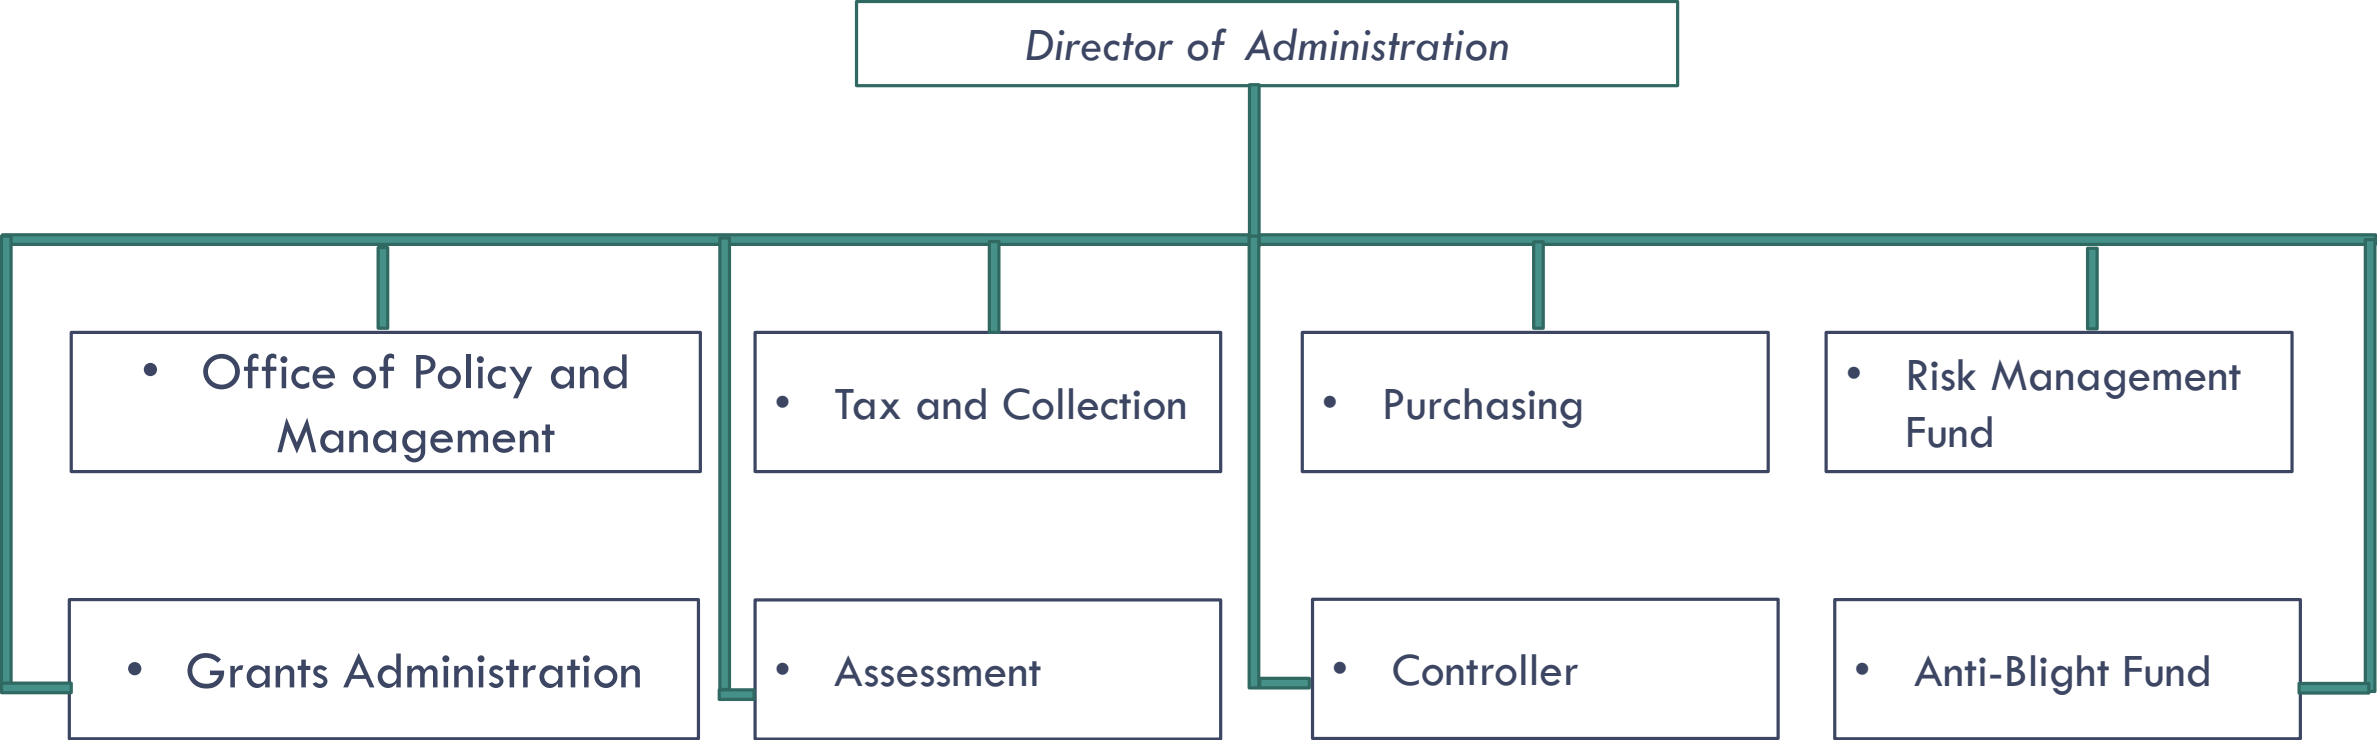 Director of Administration
• Office of Policy and
Management
• Tax and Collection
• Purchasing
• Risk Management
Fund
• Grants Administration
• Assessment
• Controller
• Anti-Blight Fund